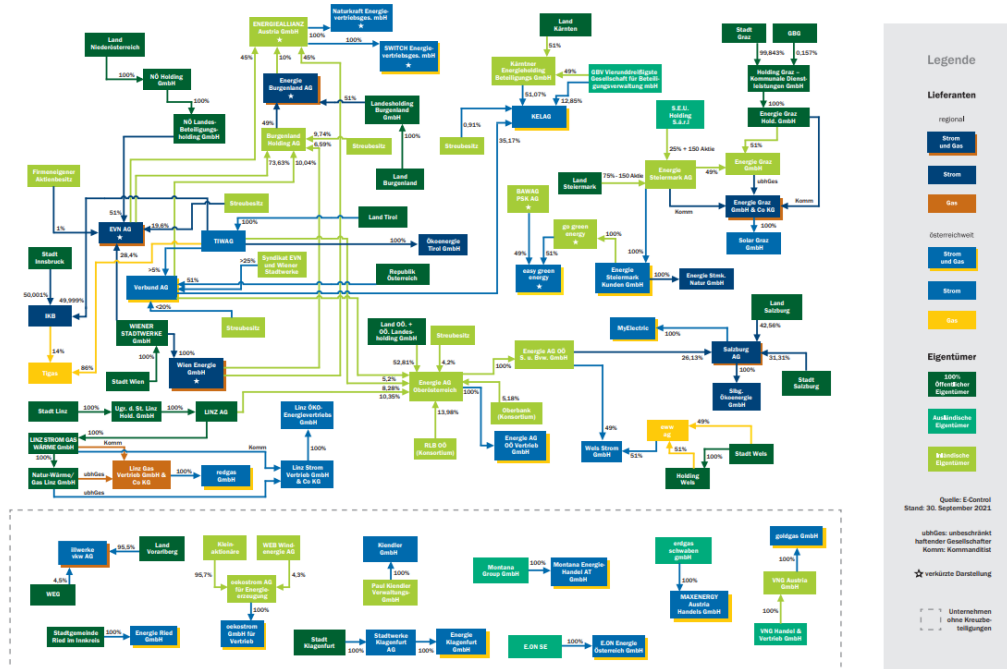 Land
Niederösterreich
100%
NÖ Holding
GmbH
100%
NÖ Landes-
Beteiligungs-
holding GmbH
ENERGIEALLIANZ
Austria GmbH
Naturkraft Energie-
vertriebsges. mbH
100%
100%
SWITCH Energie-
vertriebsges. mbH
45%
10%
45%
Energie
Burgenland AG
51%
Landesholding
Burgenland
GmbH
49%
Burgenland
Holding AG
9,74%
6,59%
Streubesitz
100%
Land
Burgenland
73,63%
10,04%
Firmeneigener
Aktienbesitz
1%
51%
EVN AG
19,6%
Streubesitz
28,4%
TIWAG
100%
Land Tirol
100%
Ökoenergie
Tirol GmbH
Stadt
Innsbruck
50,001%
49,999%
IKB
14%
86%
Tigas
>5%
Verbund AG
>25%
51%
Syndikat EVN
und Wiener
Stadtwerke
Republik
Österreich
<20%
Streubesitz
WIENER
STADTWERKE
GmbH
100%
100%
Stadt Wien
Wien Energie
GmbH
Land
Kärnten
51%
Kärntner
Energieholding
Beteiligungs GmbH
49%
GBV Vierunddreißigste
Gesellschaft für Beteili-
gungsverwaltung mbH
51,07%
12,85%
KELAG
0,91%
Streubesitz
35,17%
Stadt
Graz
GBG
99,843%
0,157%
Holding Graz –
Kommunale Dienst-
leistungen GmbH
100%
Energie Graz
Hold. GmbH
51%
S.E.U.
Holding
S.à.r.l
25% + 150 Aktie
Land
Steiermark
75% - 150 Aktie
Energie
Steiermark AG
49%
Energie Graz
GmbH
ubhGes
Komm
Komm
Energie Graz
GmbH & Co KG
100%
Solar Graz
GmbH
BAWAG
PSK AG
go green
energy
100%
49%
51%
easy green
energy
100%
Energie
Steiermark
Kunden GmbH
100%
Energie Stmk.
Natur GmbH
Land
Salzburg
42,56%
MyElectric
100%
Salzburg
AG
26,13%
31,31%
Stadt
Salzburg
100%
Sbg.
Ökoenergie
GmbH
Land OÖ. +
OÖ. Landes-
holding GmbH
Streubesitz
52,81%
4,2%
5,2%
8,28%
10,35%
Energie AG
Oberösterreich
100%
Energie AG OÖ
S. u. Bvw. GmbH
13,98%
RLB OÖ
(Konsortium)
5,18%
Oberbank
(Konsortium)
100%
Energie AG
OÖ Vertrieb
GmbH
49%
Wels Strom
GmbH
51%
eww
ag
49%
51%
Stadt Wels
100%
Holding
Wels
Stadt Linz
100%
Ugr. d. St. Linz
Hold. GmbH
100%
LINZ AG
100%
LINZ STROM GAS
WÄRME GmbH
Komm
Komm
100%
Natur-Wärme/
Gas Linz GmbH
ubhGes
ubhGes
Linz Gas
Vertrieb GmbH &
Co KG
100%
redgas
GmbH
Linz ÖKO-
Energievertriebs
GmbH
100%
Linz Strom
Vertrieb GmbH
& Co KG
illwerke
vkw AG
95,5%
Land
Vorarlberg
4,5%
WEG
Stadtgemeinde
Ried im Innkreis
100%
Energie Ried
GmbH
Klein-
aktionäre
WEB Wind
energie AG
95,7%
4,3%
oekostrom AG
für Energie
erzeugung
100%
oekostrom
GmbH für
Vertrieb
Kiendler
GmbH
100%
Paul Kiendler
Verwaltungs-
GmbH
Stadt
Klagenfurt
100%
Stadtwerke
Klagenfurt
AG
100%
Energie
Klagenfurt
GmbH
Montana
Group GmbH
100%
Montana Energie-
Handel AT
GmbH
E.ON SE
100%
E.ON Energie
Österreich GmbH
erdgas
schwaben
gmbH
100%
MAXENERGY
Austria
Handels GmbH
goldgas GmbH
100%
VNG Austria
GmbH
100%
VNG Handel &
Vertrieb GmbH
Legende
Lieferanten
regional
Strom
und Gas
Strom
Gas
österreichweit
Strom
und Gas
Strom
Gas
Eigentümer
100%
Öffentlicher
Eigentümer
Ausländische
Eigentümer
Inländische
Eigentümer
Quelle: E-Control
Stand: 30. September 2021
ubhGes: unbeschränkt
haftender Gesellschafter
Komm: Kommanditist
verkürzte Darstellung
Unternehmen
ohne Kreuzbe-
teiligungen